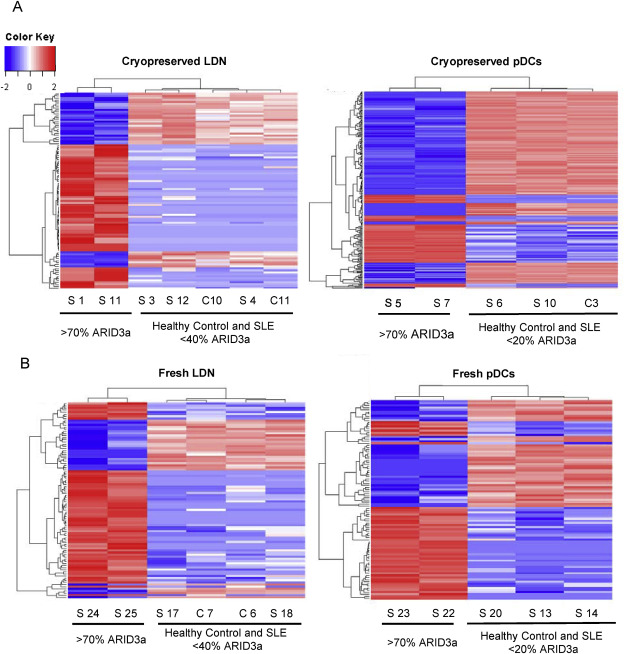 A
Color Key
-2 0 2
Cryopreserved LDN
Cryopreserved pDCs
S 1 S 11 S 3 S 12 C10 S 4 C11
>70% ARID3a
Healthy Control and SLE
<40% ARID3a
S 5 S 7 S 6 S 10 C3
>70% ARID3a
Healthy Control and SLE
<20% ARID3a
B
Fresh LDN
Fresh pDCs
S 24 S 25 S 17 C 7 C 6 S 18
>70% ARID3a
Healthy Control and SLE
<40% ARID3a
S 23 S 22 S 20 S 13 S 14
>70% ARID3a
Healthy Control and SLE
<20% ARID3a